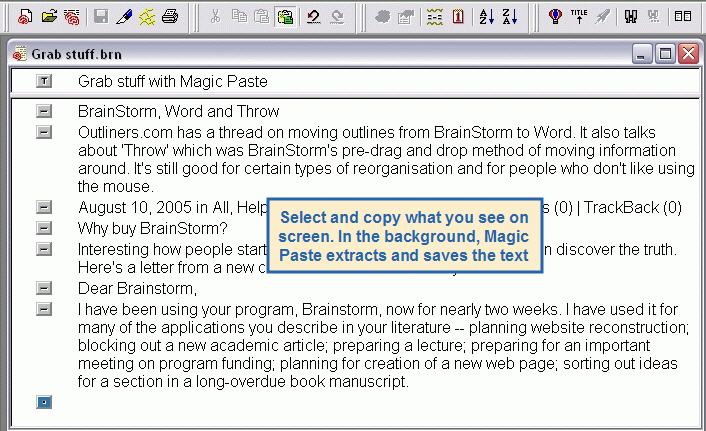 TITLE
Grab stuff.brn
T Grab stuff with Magic Paste
BrainStorm, Word and Throw
Outliners.com has a thread on moving outlines from BrainStorm to Word. It also talks
about 'Throw' which was BrainStorm's pre-drag and drop method of moving information
around. It's still good for certain types of reorganisation and for people who don't like using
the mouse.
August 10, 2005 in All, Help s (0) | TrackBack (0)
Why buy BrainStorm?
Interesting how people start n discover the truth.
Here's a letter from a new
Select and copy what you see on
screen. In the background, Magic
Paste extracts and saves the text
Dear Brainstorm,
I have been using your program, Brainstorm, now for nearly two weeks. I have used it for
many of the applications you describe in your literature -- planning website reconstruction;
blocking out a new academic article; preparing a lecture; preparing for an important
meeting on program funding; planning for creation of a new web page; sorting out ideas
for a section in a long-overdue book manuscript.